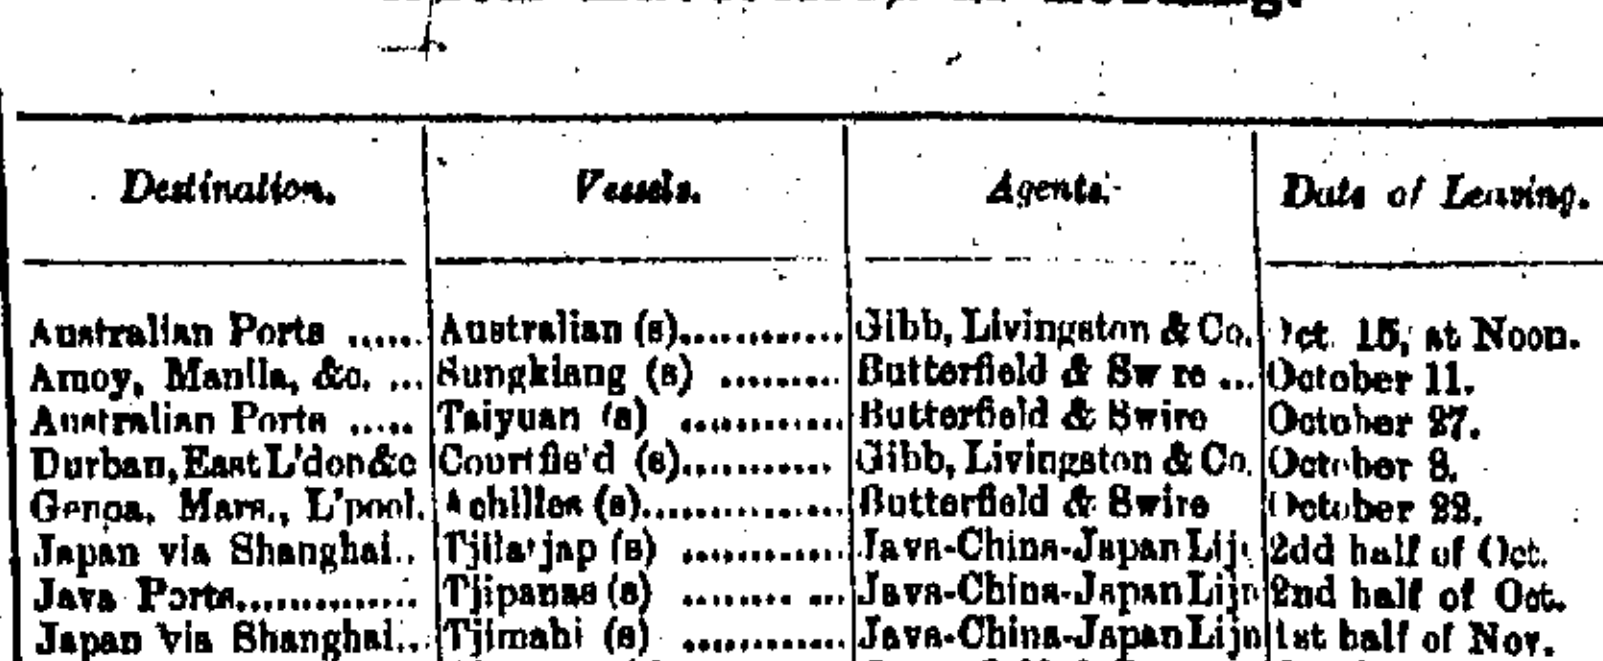 Destination. Vessels. Agents. Date of Leaving.
Australian Ports ...... Australian (s)............. Gibb, Livingston & Co. Oct. 15, at Noon.
Amoy, Manila, &c. ... Sungkiang (s) ......... Butterfield & Sw re ... October 11.
Australian Ports ..... Taiyuan (s) ............ Butterfield & Swire October 27.
Durban, East L'don&c Courtfie'd (s)........... Gibb, Livingston & Co. October 8.
Genoa, Mars., L'pool. Achilles (s)............... Butterfield & Swire October 22.
Japan via Shanghai.. Tjilatjap (s) ............ Java-China-Japan Lij 2dd half of Oct.
Java Ports.............. Tjipanas (s) ........ ... Java-China-Japan Lijn 2nd half of Oct.
Japan via Shanghai... Tjimahi (s) ............ Java-China-Japan Lijn 1st half of Nov.